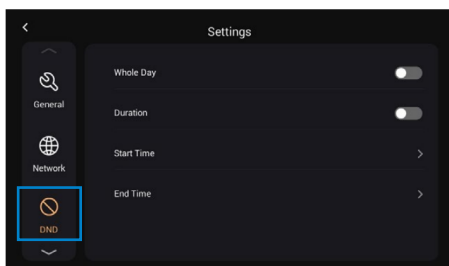 Settings
General
Network
DND
Whole Day
Duration
Start Time
End Time